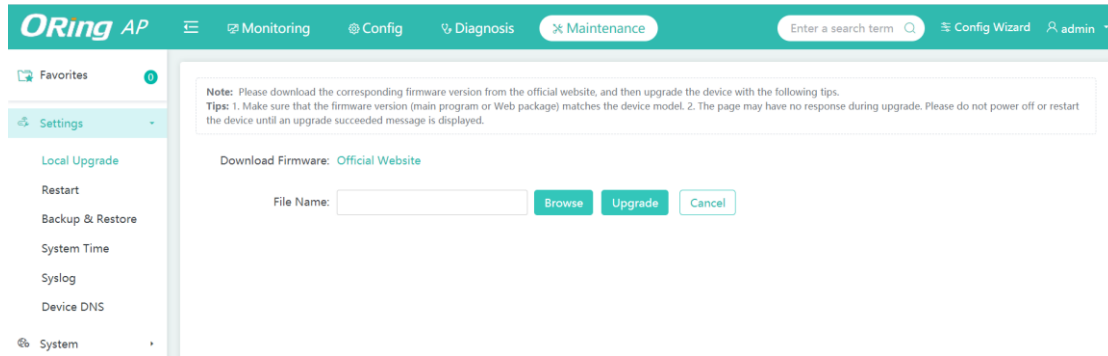 ORing AP
Monitoring
Config
Diagnosis
Maintenance
Enter a search term
Config Wizard
admin
Favorites
0
Settings
Local Upgrade
Restart
Backup & Restore
System Time
Syslog
Device DNS
System
Note: Please download the corresponding firmware version from the official website, and then upgrade the device with the following tips.
Tips: 1. Make sure that the firmware version (main program or Web package) matches the device model. 2. The page may have no response during upgrade. Please do not power off or restart
the device until an upgrade succeeded message is displayed.
Download Firmware: Official Website
File Name:
Browse
Upgrade
Cancel